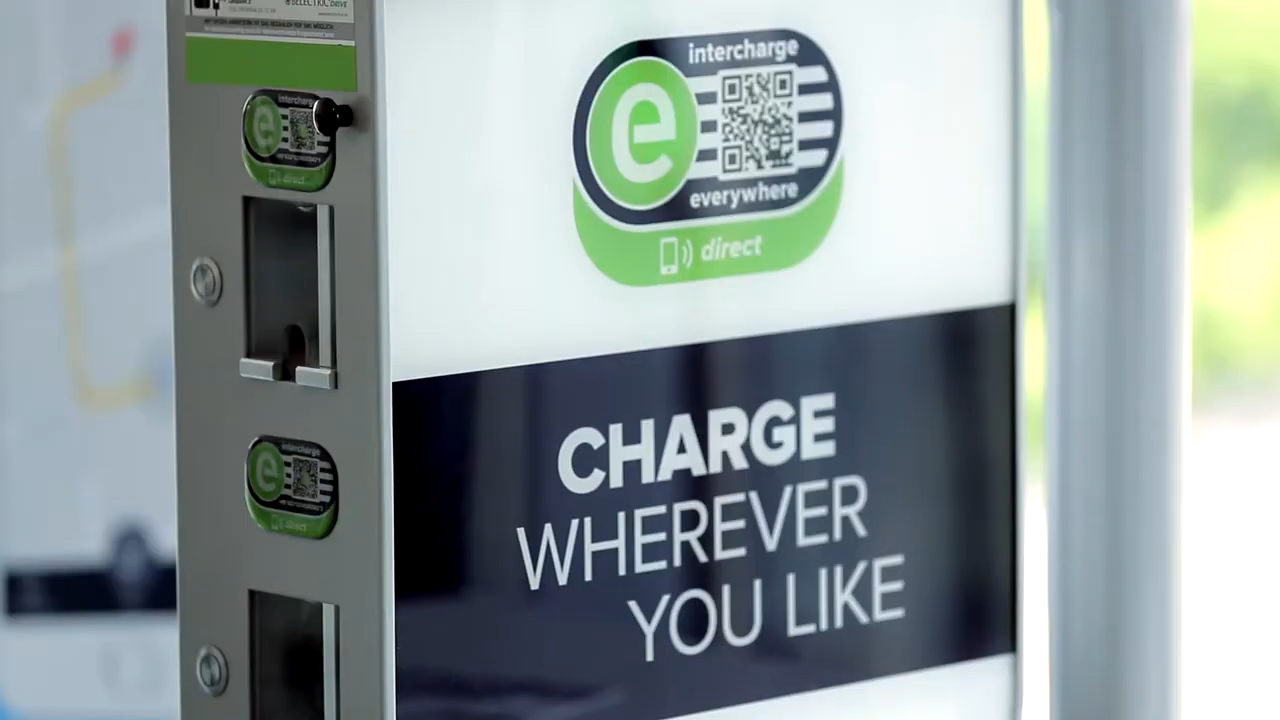 ELECTRIC DRIVE
intercharge
e
direct
intercharge
e
direct
intercharge
e
everywhere
direct
CHARGE
WHEREVER
YOU LIKE